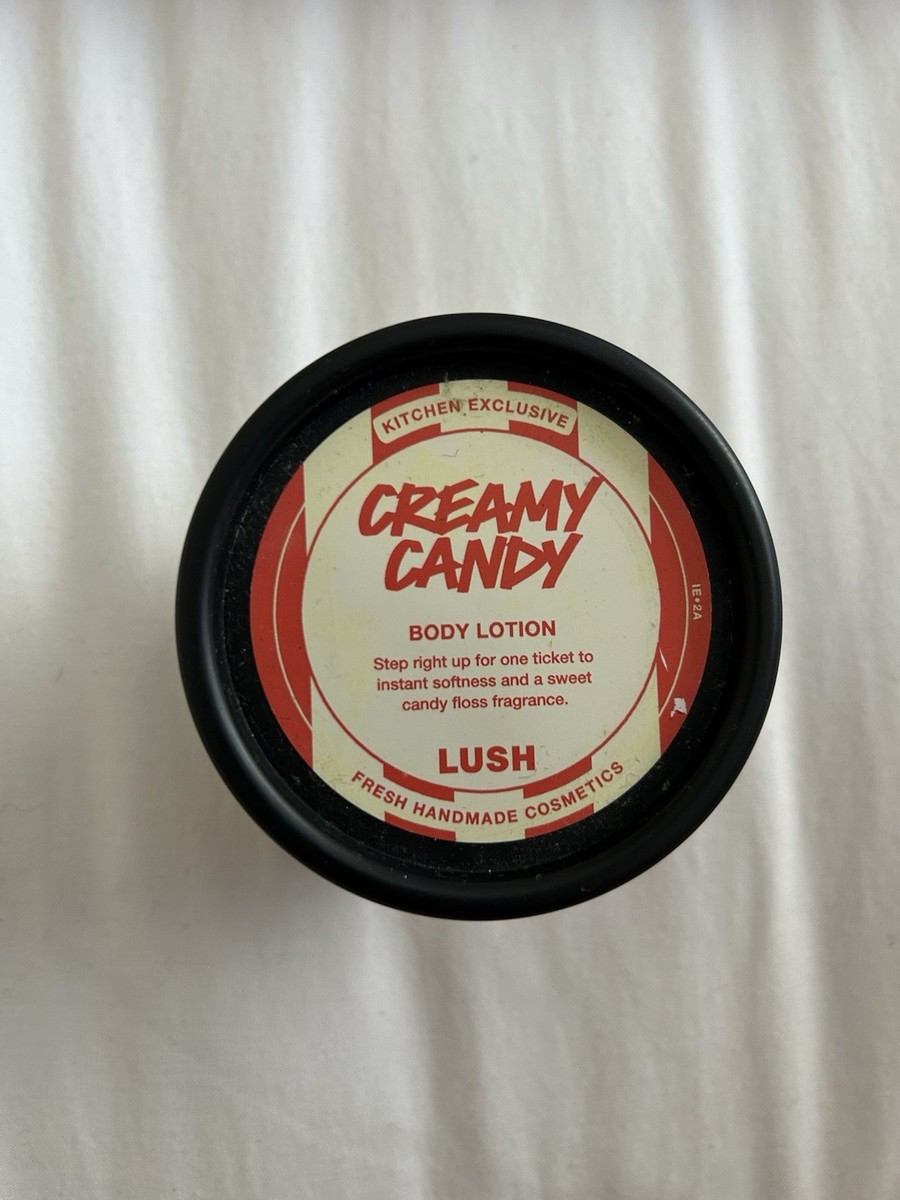 KITCHEN EXCLUSIVE
CREAMY
CANDY
BODY LOTION
Step right up for one ticket to
instant softness and a sweet
candy floss fragrance.
LUSH
FRESH HANDMADE COSMETICS
IE•2A